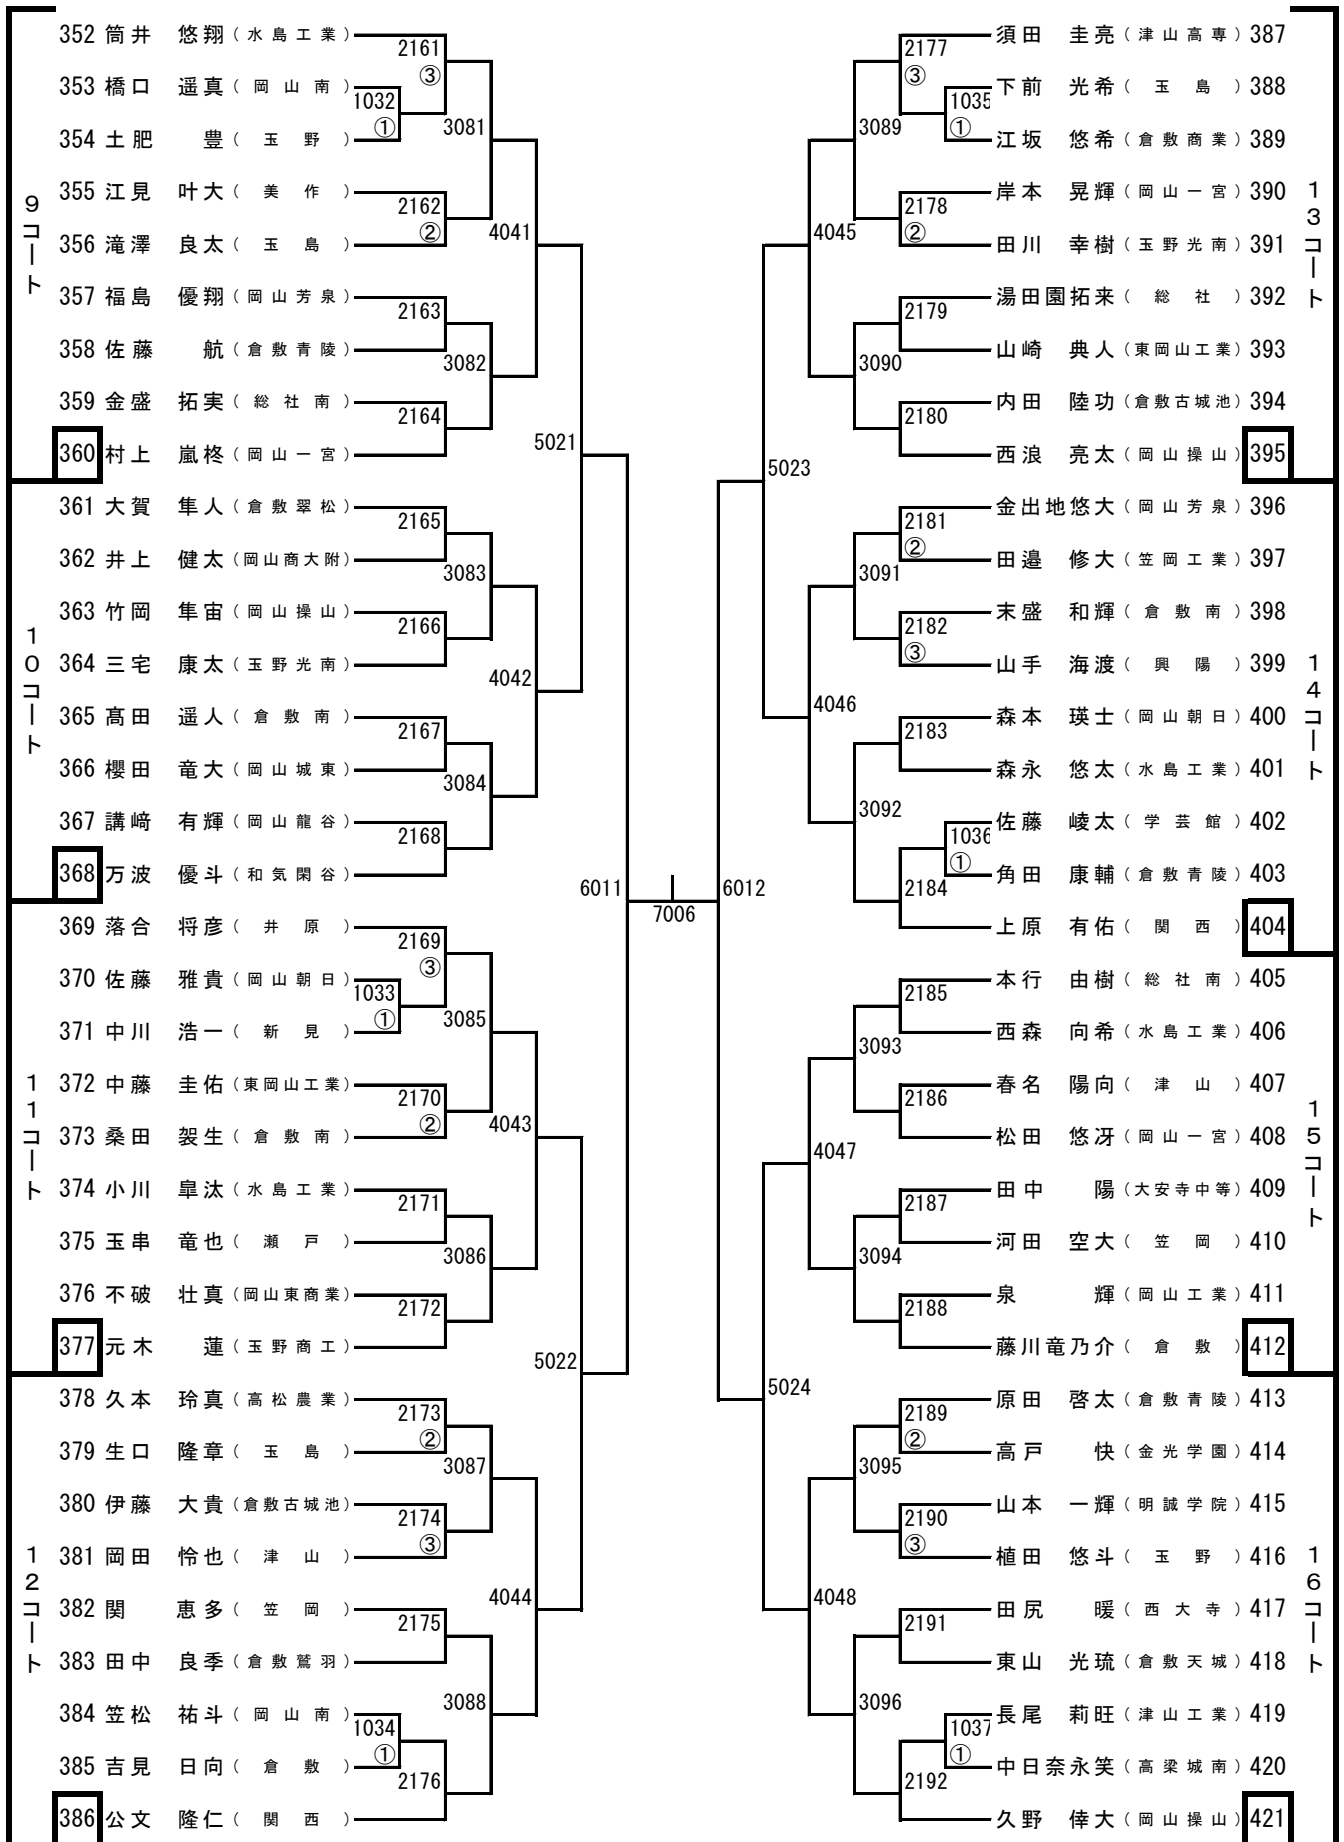 9コート
352 筒井 悠翔（水島工業）
2161
③
353 橋口 遥真（岡山南）
1032
①
3081
354 土肥 豊（玉野）
355 江見 叶大（美作）
2162
②
4041
356 滝澤 良太（玉島）
357 福島 優翔（岡山芳泉）
2163
358 佐藤 航（倉敷青陵）
3082
359 金盛 拓実（総社南）
2164
5021
360 村上 嵐柊（岡山一宮）
10コート
361 大賀 隼人（倉敷翠松）
2165
362 井上 健太（岡山商大附）
3083
363 竹岡 隼宙（岡山操山）
2166
364 三宅 康太（玉野光南）
4042
365 髙田 遥人（倉敷南）
2167
366 櫻田 竜大（岡山城東）
3084
367 講﨑 有輝（岡山龍谷）
2168
368 万波 優斗（和気閑谷）
6011
7006
11コート
369 落合 将彦（井原）
2169
③
370 佐藤 雅貴（岡山朝日）
1033
①
3085
371 中川 浩一（新見）
372 中藤 圭佑（東岡山工業）
2170
②
4043
373 桑田 袈生（倉敷南）
374 小川 皐汰（水島工業）
2171
375 玉串 竜也（瀬戸）
3086
376 不破 壮真（岡山東商業）
2172
377 元木 蓮（玉野商工）
5022
12コート
378 久本 玲真（高松農業）
2173
②
379 生口 隆章（玉島）
3087
380 伊藤 大貴（倉敷古城池）
2174
③
381 岡田 怜也（津山）
4044
382 関 恵多（笠岡）
2175
383 田中 良季（倉敷鷲羽）
3088
384 笠松 祐斗（岡山南）
1034
①
385 吉見 日向（倉敷）
2176
386 公文 隆仁（関西）
13コート
須田 圭亮（津山高専）387
2177
③
下前 光希（玉島）388
1035
①
3089
江坂 悠希（倉敷商業）389
岸本 晃輝（岡山一宮）390
2178
②
4045
田川 幸樹（玉野光南）391
湯田園拓来（総社）392
2179
山崎 典人（東岡山工業）393
3090
内田 陸功（倉敷古城池）394
2180
5023
西浪 亮太（岡山操山）395
14コート
金出地悠大（岡山芳泉）396
2181
②
田邉 修大（笠岡工業）397
3091
末盛 和輝（倉敷南）398
2182
③
山手 海渡（興陽）399
4046
森本 瑛士（岡山朝日）400
2183
森永 悠太（水島工業）401
3092
佐藤 崚太（学芸館）402
1036
①
角田 康輔（倉敷青陵）403
2184
6012
上原 有佑（関西）404
15コート
本行 由樹（総社南）405
2185
西森 向希（水島工業）406
3093
春名 陽向（津山）407
2186
松田 悠冴（岡山一宮）408
4047
田中 陽（大安寺中等）409
2187
河田 空大（笠岡）410
3094
泉 輝（岡山工業）411
2188
藤川竜乃介（倉敷）412
5024
16コート
原田 啓太（倉敷青陵）413
2189
②
高戸 快（金光学園）414
3095
山本 一輝（明誠学院）415
2190
③
植田 悠斗（玉野）416
4048
田尻 暖（西大寺）417
2191
東山 光琉（倉敷天城）418
3096
長尾 莉旺（津山工業）419
1037
①
中日奈永笑（高梁城南）420
2192
久野 倖大（岡山操山）421